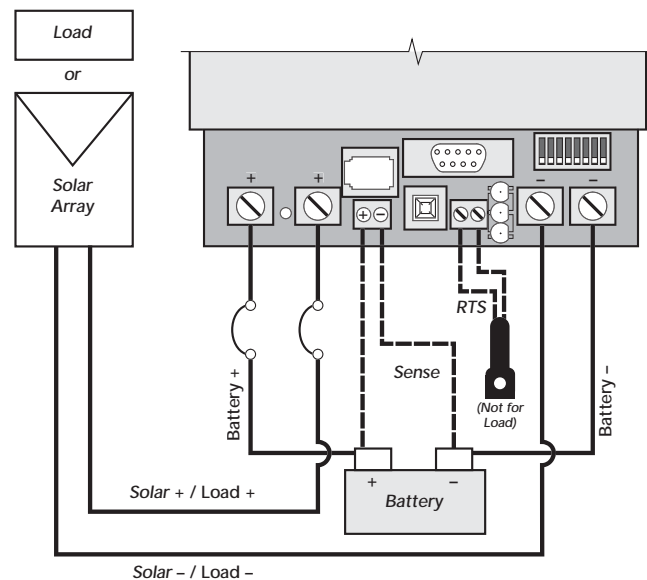 Load
or
Solar
Array
+
+
–
–
+ –
RTS
Sense
(Not for
Load)
Battery +
Battery –
+
–
Battery
Solar + / Load +
Solar – / Load –